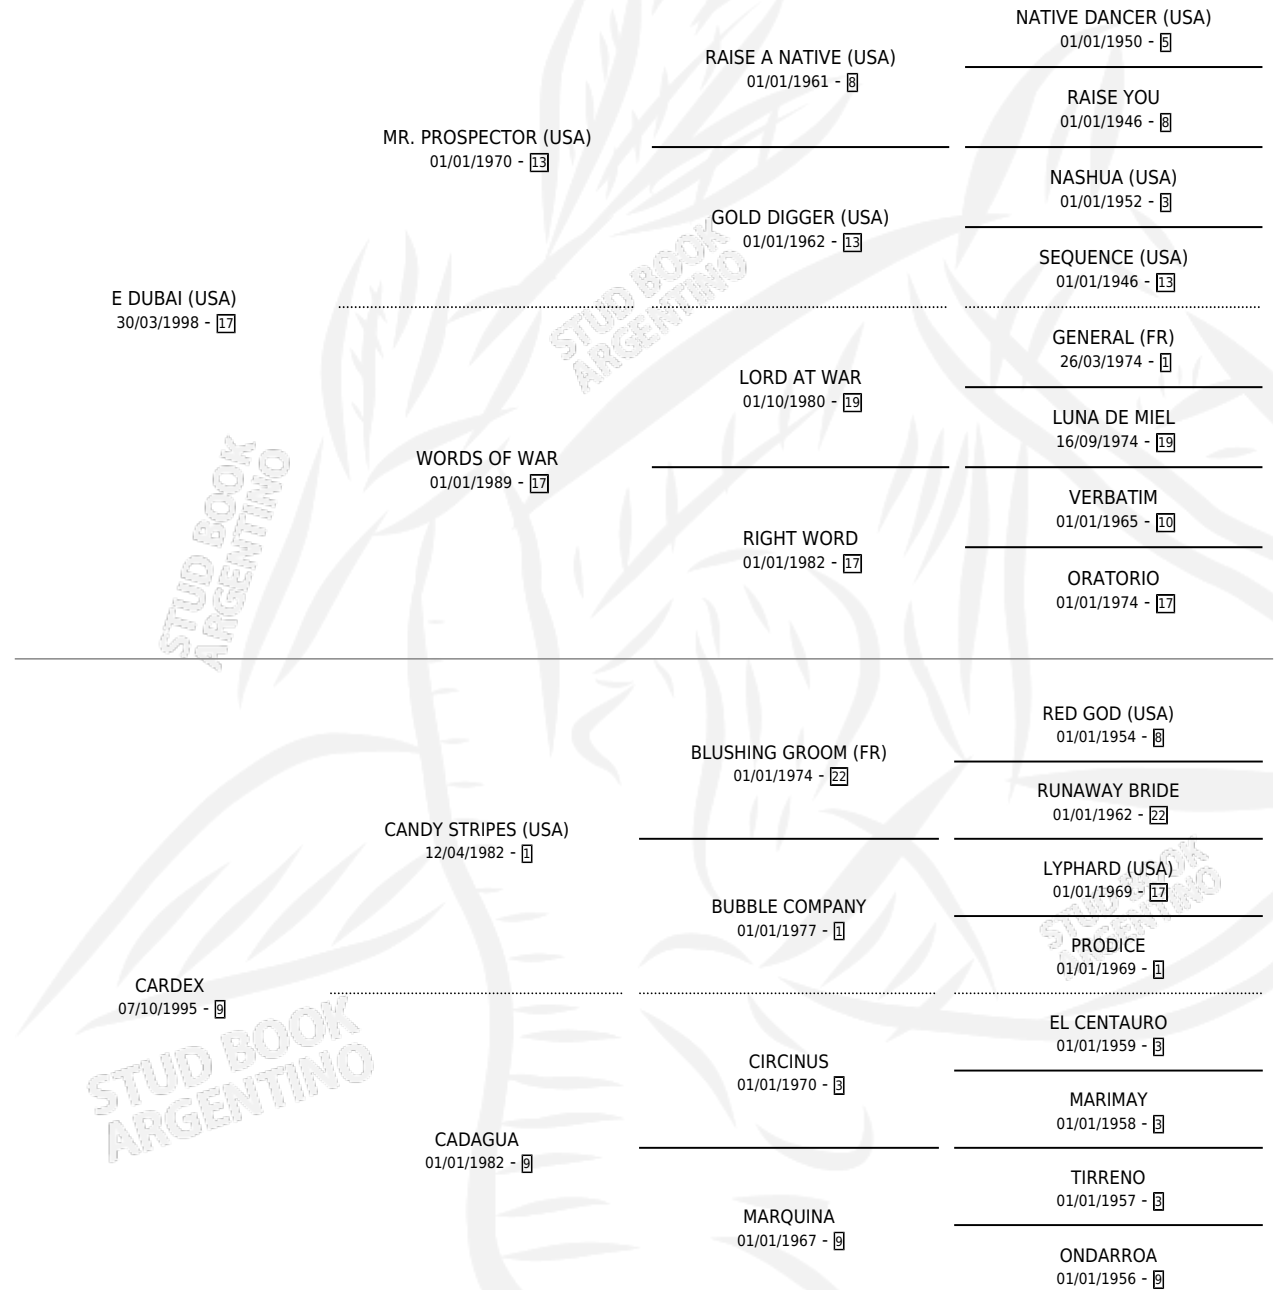 NATIVE DANCER (USA)
01/01/1950 - 5
RAISE A NATIVE (USA)
01/01/1961 - 8
RAISE YOU
01/01/1946 - 8
MR. PROSPECTOR (USA)
01/01/1970 - 13
NASHUA (USA)
01/01/1952 - 3
GOLD DIGGER (USA)
01/01/1962 - 13
SEQUENCE (USA)
01/01/1946 - 13
E DUBAI (USA)
30/03/1998 - 17
GENERAL (FR)
26/03/1974 - 1
LORD AT WAR
01/10/1980 - 19
LUNA DE MIEL
16/09/1974 - 19
WORDS OF WAR
01/01/1989 - 17
VERBATIM
01/01/1965 - 10
RIGHT WORD
01/01/1982 - 17
ORATORIO
01/01/1974 - 17
RED GOD (USA)
01/01/1954 - 8
BLUSHING GROOM (FR)
01/01/1974 - 22
RUNAWAY BRIDE
01/01/1962 - 22
CANDY STRIPES (USA)
12/04/1982 - 1
LYPHARD (USA)
01/01/1969 - 17
BUBBLE COMPANY
01/01/1977 - 1
PRODICE
01/01/1969 - 1
CARDEX
07/10/1995 - 9
EL CENTAURO
01/01/1959 - 3
CIRCINUS
01/01/1970 - 3
MARIMAY
01/01/1958 - 3
CADAGUA
01/01/1982 - 9
TIRRENO
01/01/1957 - 3
MARQUINA
01/01/1967 - 9
ONDARROA
01/01/1956 - 9
STUD BOOK
ARGENTINO
STUD BOOK
ARGENTINO
STUD BOOK
ARGENTINO
STUD BOOK
ARGENTINO